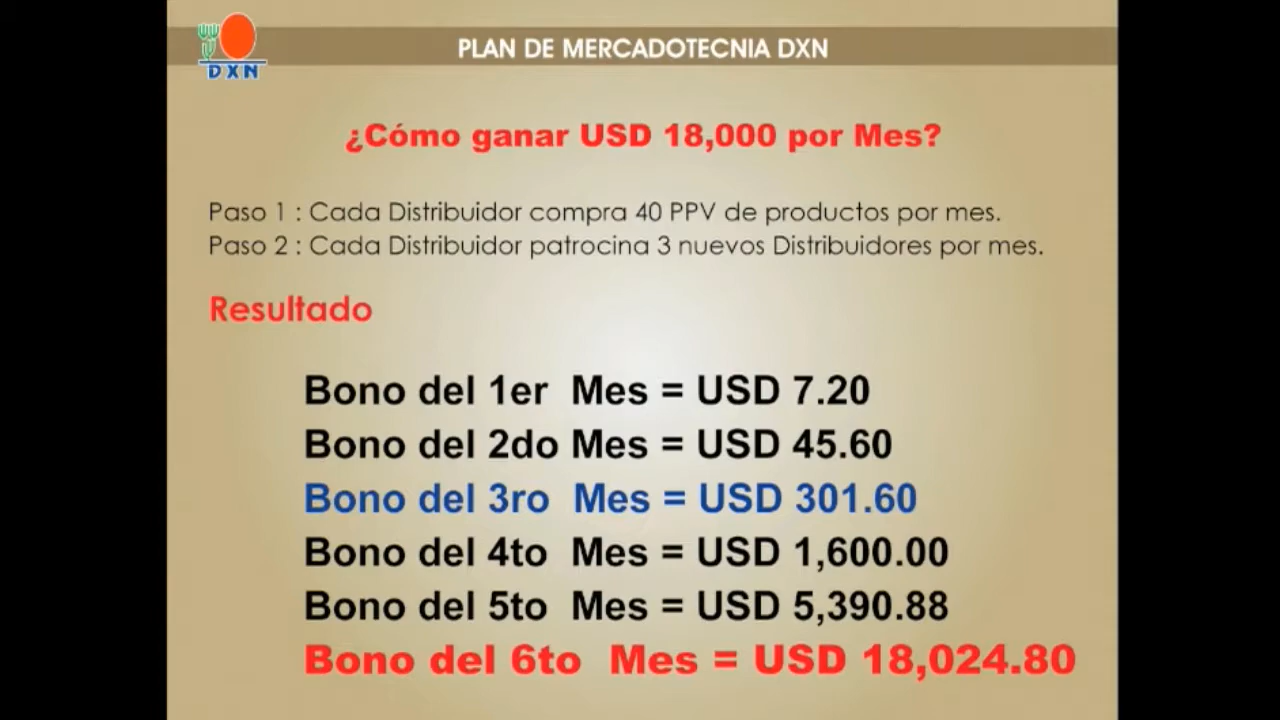 DXN
PLAN DE MERCADOTECNIA DXN
¿Cómo ganar USD 18,000 por Mes?
Paso 1 : Cada Distribuidor compra 40 PPV de productos por mes.
Paso 2 : Cada Distribuidor patrocina 3 nuevos Distribuidores por mes.
Resultado
Bono del 1er Mes = USD 7.20
Bono del 2do Mes = USD 45.60
Bono del 3ro Mes = USD 301.60
Bono del 4to Mes = USD 1,600.00
Bono del 5to Mes = USD 5,390.88
Bono del 6to Mes = USD 18,024.80